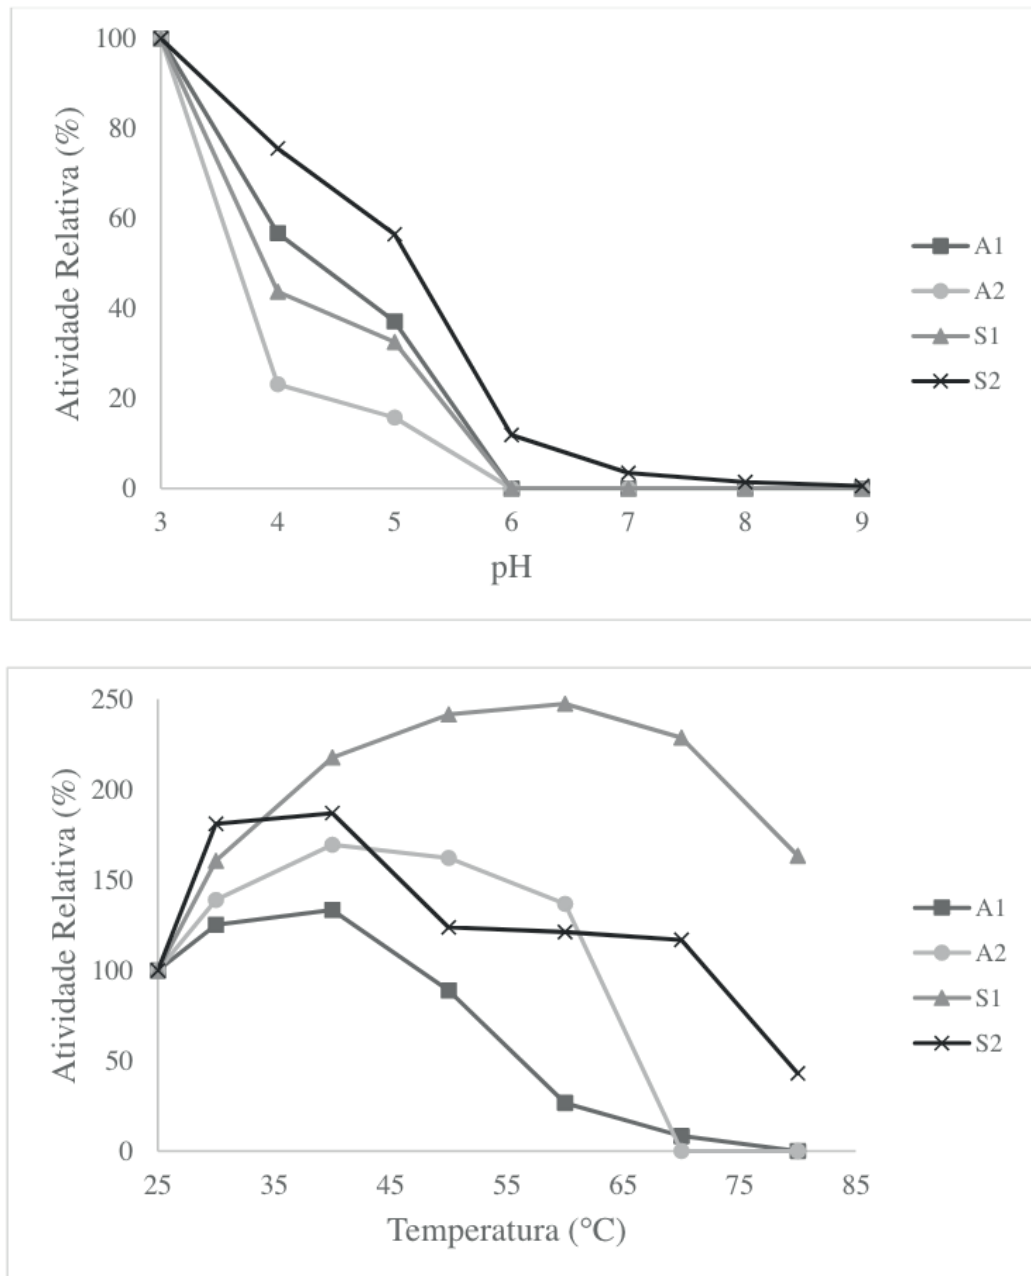 100
80
60
40
20
0
Atividade Relativa (%)
3 4 5 6 7 8 9
pH
A1
A2
S1
S2
250
200
150
100
50
0
Atividade Relativa (%)
25 35 45 55 65 75 85
Temperatura (°C)
A1
A2
S1
S2